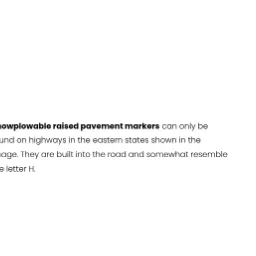 nowplowable raised pavement markers can only be
und on highways in the eastern states shown in the
age. They are built into the road and somewhat resemble
e letter H.